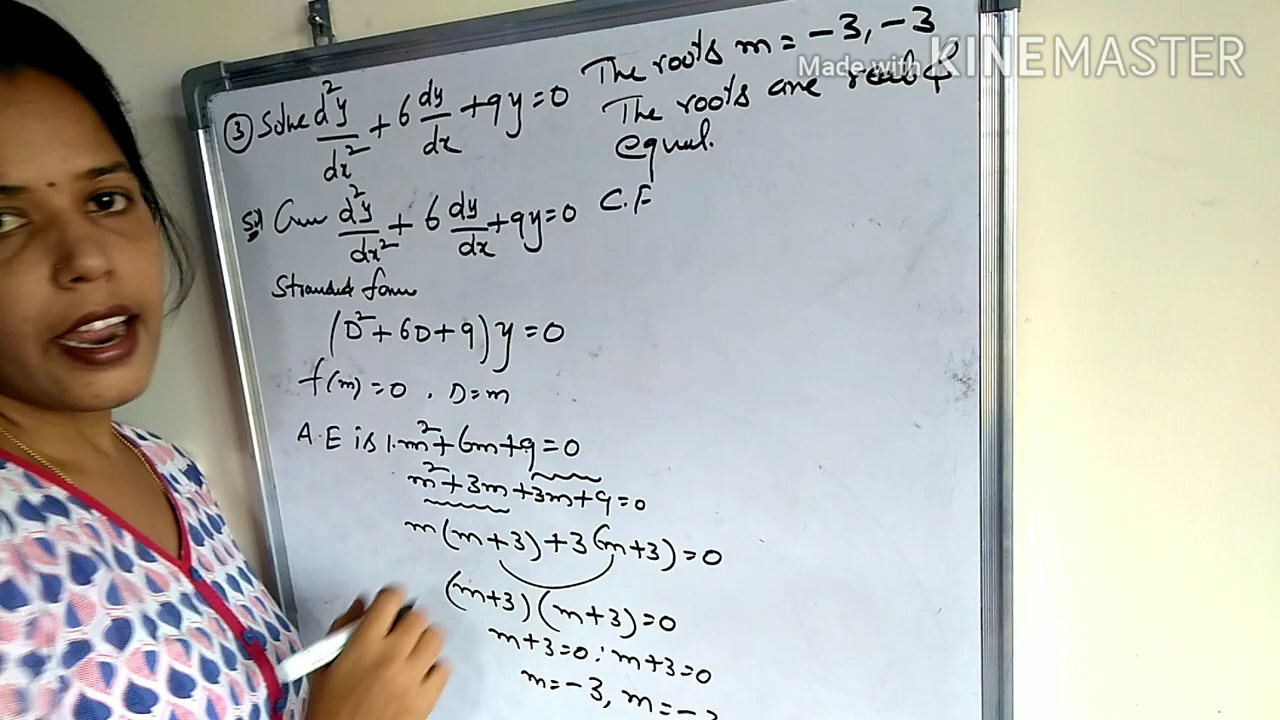 ③ Solve d²y/dx² + 6 dy/dx + 9y = 0
Sol d²y/dx² + 6 dy/dx + 9y = 0
form
(D² + 6D + 9) y = 0
f(m) = 0 . D = m
A.E is 1.m² + 6m + 9 = 0
m² + 3m + 3m + 9 = 0
m(m+3) + 3(m+3) = 0
(m+3)(m+3) = 0
m+3=0 : m+3=0
m = -3, m = -3
The roots m = -3, -3
Made with KINEMASTER
The roots are real &
equal.
C.F